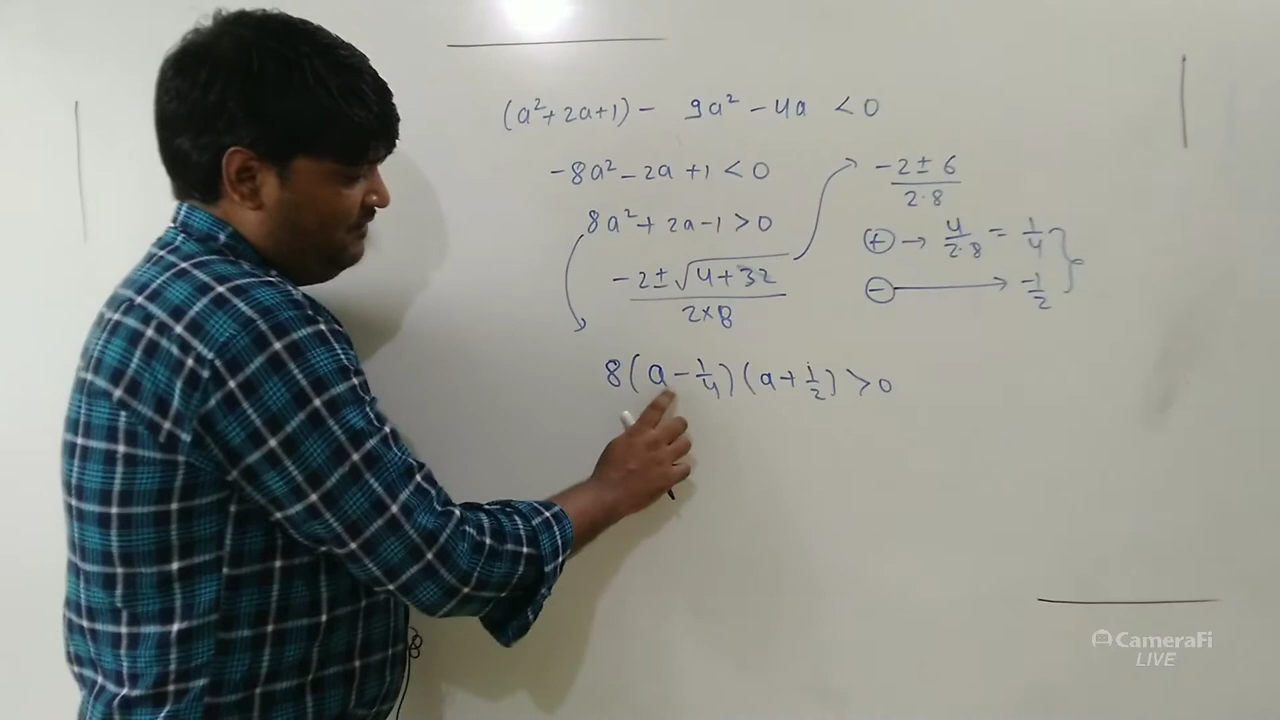 (a²+2a+1) - 9a² - 4a < 0
-8a² - 2a + 1 < 0
8a² + 2a - 1 > 0
-2 ± √(4+32) / 2×8
8(a - 1/4)(a + 1/2) > 0
-2 ± 6 / 2·8
(+) → 4/2·8 = 1/4
(-) → -1/2
CameraFi
LIVE